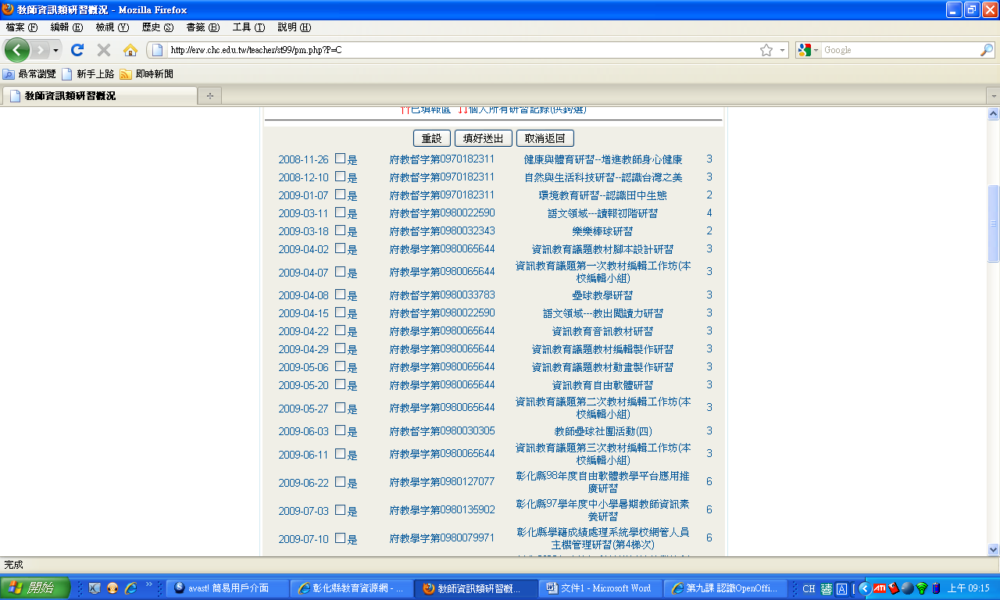 教師資訊類研習概況 - Mozilla Firefox
檔案(F) 編輯(E) 檢視(V) 歷史(S) 書籤(B) 工具(T) 說明(H)
http://erw.chc.edu.tw/teacher/st99/pm.php?P=C
Google
最常瀏覽 新手上路 即時新聞
教師資訊類研習概況
⇈已填報區 ⇊個人所有研習記錄(供鉤選)
重設 填好送出 取消返回
2008-11-26 是 府教督字第0970182311 健康與體育研習--增進教師身心健康 3
2008-12-10 是 府教督字第0970182311 自然與生活科技研習--認識台灣之美 3
2009-01-07 是 府教督字第0970182311 環境教育研習--認識田中生態 2
2009-03-11 是 府教督字第0980022590 語文領域---讀報初階研習 4
2009-03-18 是 府教督字第0980032343 樂樂棒球研習 2
2009-04-02 是 府教學字第0980065644 資訊教育議題教材腳本設計研習 3
2009-04-07 是 府教學字第0980065644 資訊教育議題第一次教材編輯工作坊(本
校編輯小組) 3
2009-04-08 是 府教督字第0980033783 壘球教學研習 3
2009-04-15 是 府教督字第0980022590 語文領域---教出閱讀力研習 3
2009-04-22 是 府教學字第0980065644 資訊教育音訊教材研習 3
2009-04-29 是 府教學字第0980065644 資訊教育議題教材編輯製作研習 3
2009-05-06 是 府教學字第0980065644 資訊教育議題教材動畫製作研習 3
2009-05-20 是 府教學字第0980065644 資訊教育自由軟體研習 3
2009-05-27 是 府教學字第0980065644 資訊教育議題第二次教材編輯工作坊(本
校編輯小組) 3
2009-06-03 是 府教督字第0980030305 教師壘球社團活動(四) 3
2009-06-11 是 府教學字第0980065644 資訊教育議題第三次教材編輯工作坊(本
校編輯小組) 3
2009-06-22 是 府教學字第0980127077 彰化縣98年度自由軟體教學平台應用推
廣研習 6
2009-07-03 是 府教學字第0980135902 彰化縣97學年度中小學暑期教師資訊素
養研習 6
2009-07-10 是 府教學字第0980079971 彰化縣學籍成績處理系統學校網管人員
主機管理研習(第4梯次) 6
完成
開始 » avast! 簡易用戶介面 彰化縣教育資源網 - ... 教師資訊類研習概... 文件1 - Microsoft Word 第九課 認識OpenOffi... CH A ATI 上午 09:15